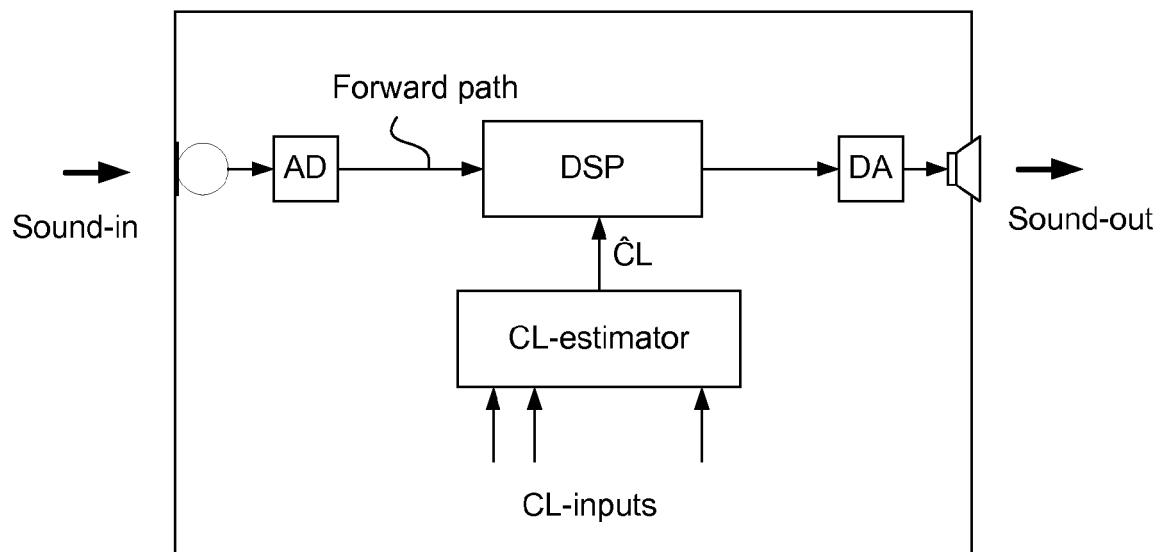 Forward path
AD
DSP
DA
Sound-in
Sound-out
ĈL
CL-estimator
CL-inputs